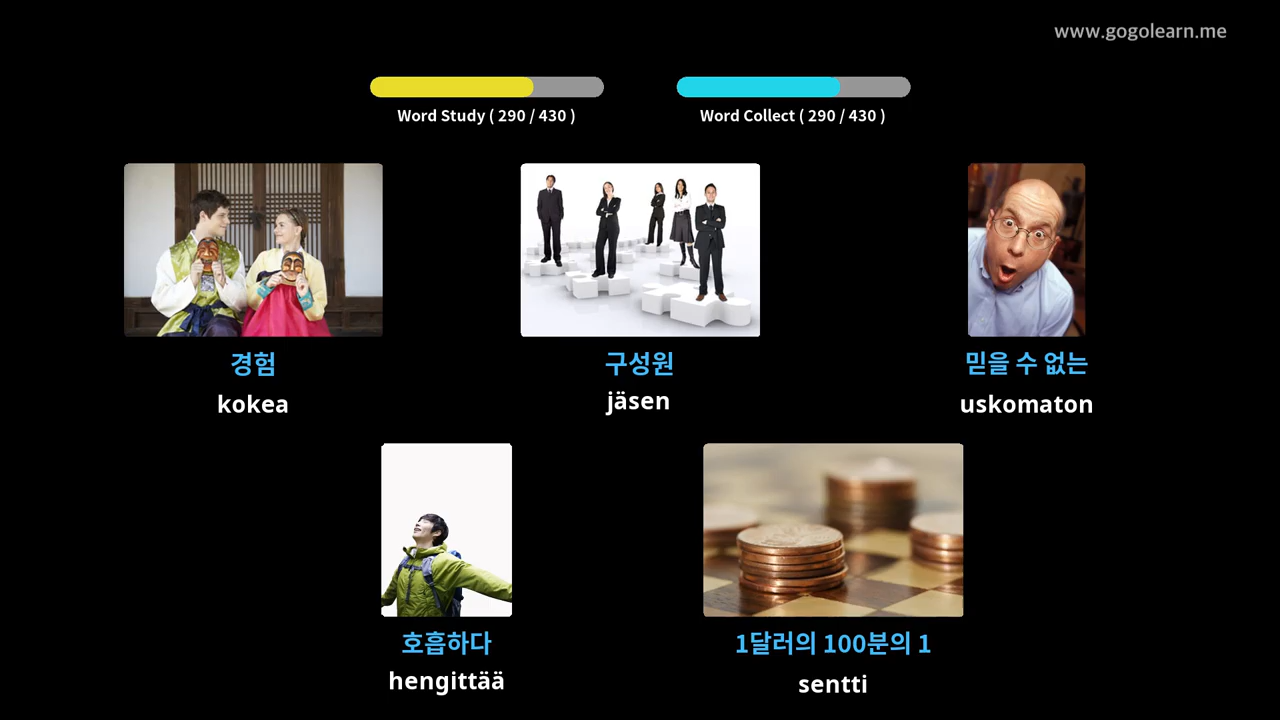 www.gogolearn.me
Word Study ( 290 / 430 )
Word Collect ( 290 / 430 )
경험
kokea
구성원
jäsen
믿을 수 없는
uskomaton
호흡하다
hengittää
1달러의 100분의 1
sentti